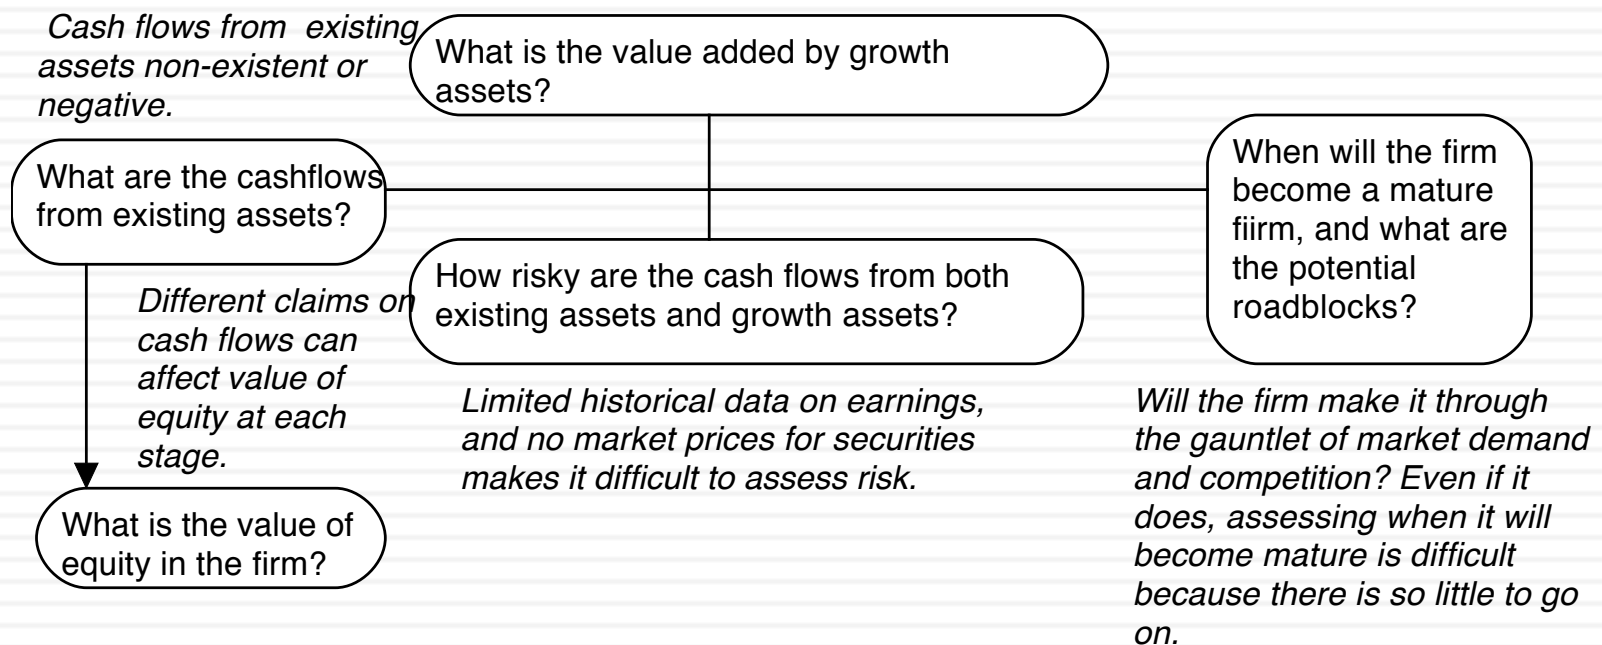 Cash flows from existing
assets non-existent or
negative.
What is the value added by growth
assets?
What are the cashflows
from existing assets?
When will the firm
become a mature
fiirm, and what are
the potential
roadblocks?
How risky are the cash flows from both
existing assets and growth assets?
Different claims on
cash flows can
affect value of
equity at each
stage.
Limited historical data on earnings,
and no market prices for securities
makes it difficult to assess risk.
Will the firm make it through
the gauntlet of market demand
and competition? Even if it
does, assessing when it will
become mature is difficult
because there is so little to go
on.
What is the value of
equity in the firm?